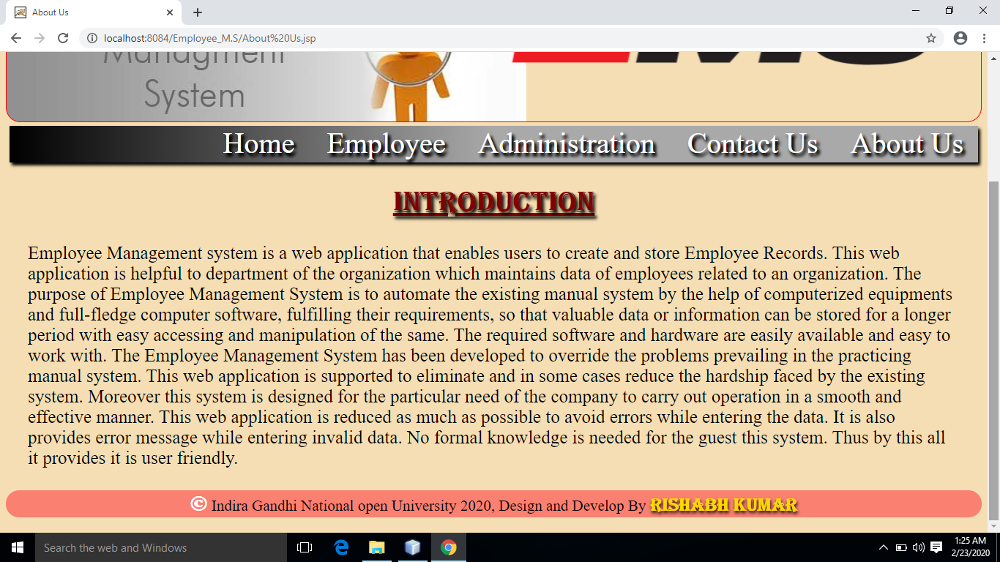 About Us
localhost:8084/Employee_M.S/About%20Us.jsp
Managment
System
EMS
Home Employee Administration Contact Us About Us
INTRODUCTION
Employee Management system is a web application that enables users to create and store Employee Records. This web
application is helpful to department of the organization which maintains data of employees related to an organization. The
purpose of Employee Management System is to automate the existing manual system by the help of computerized equipments
and full-fledge computer software, fulfilling their requirements, so that valuable data or information can be stored for a longer
period with easy accessing and manipulation of the same. The required software and hardware are easily available and easy to
work with. The Employee Management System has been developed to override the problems prevailing in the practicing
manual system. This web application is supported to eliminate and in some cases reduce the hardship faced by the existing
system. Moreover this system is designed for the particular need of the company to carry out operation in a smooth and
effective manner. This web application is reduced as much as possible to avoid errors while entering the data. It is also
provides error message while entering invalid data. No formal knowledge is needed for the guest this system. Thus by this all
it provides it is user friendly.
© Indira Gandhi National open University 2020, Design and Develop By RISHABH KUMAR
Search the web and Windows
1:25 AM
2/23/2020